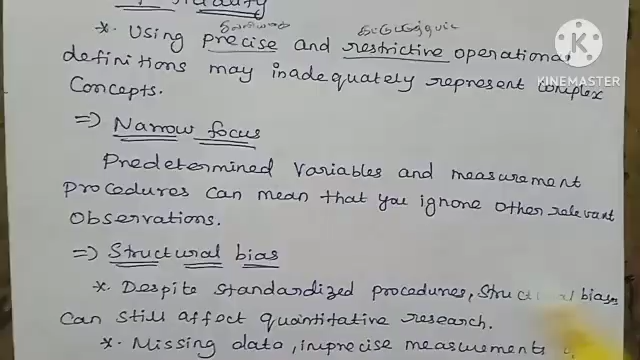 * Using precise and restrictive operational
definitions may inadequately represent complex
Concepts.
KINEMASTER
=> Narrow focus
Predetermined Variables and measurement
Procedures can mean that you ignore other relevant
Observations.
=> Structural bias
* Despite standardized procedures, Structural biases
can still affect quantitative research.
* Missing data, imprecise measurements